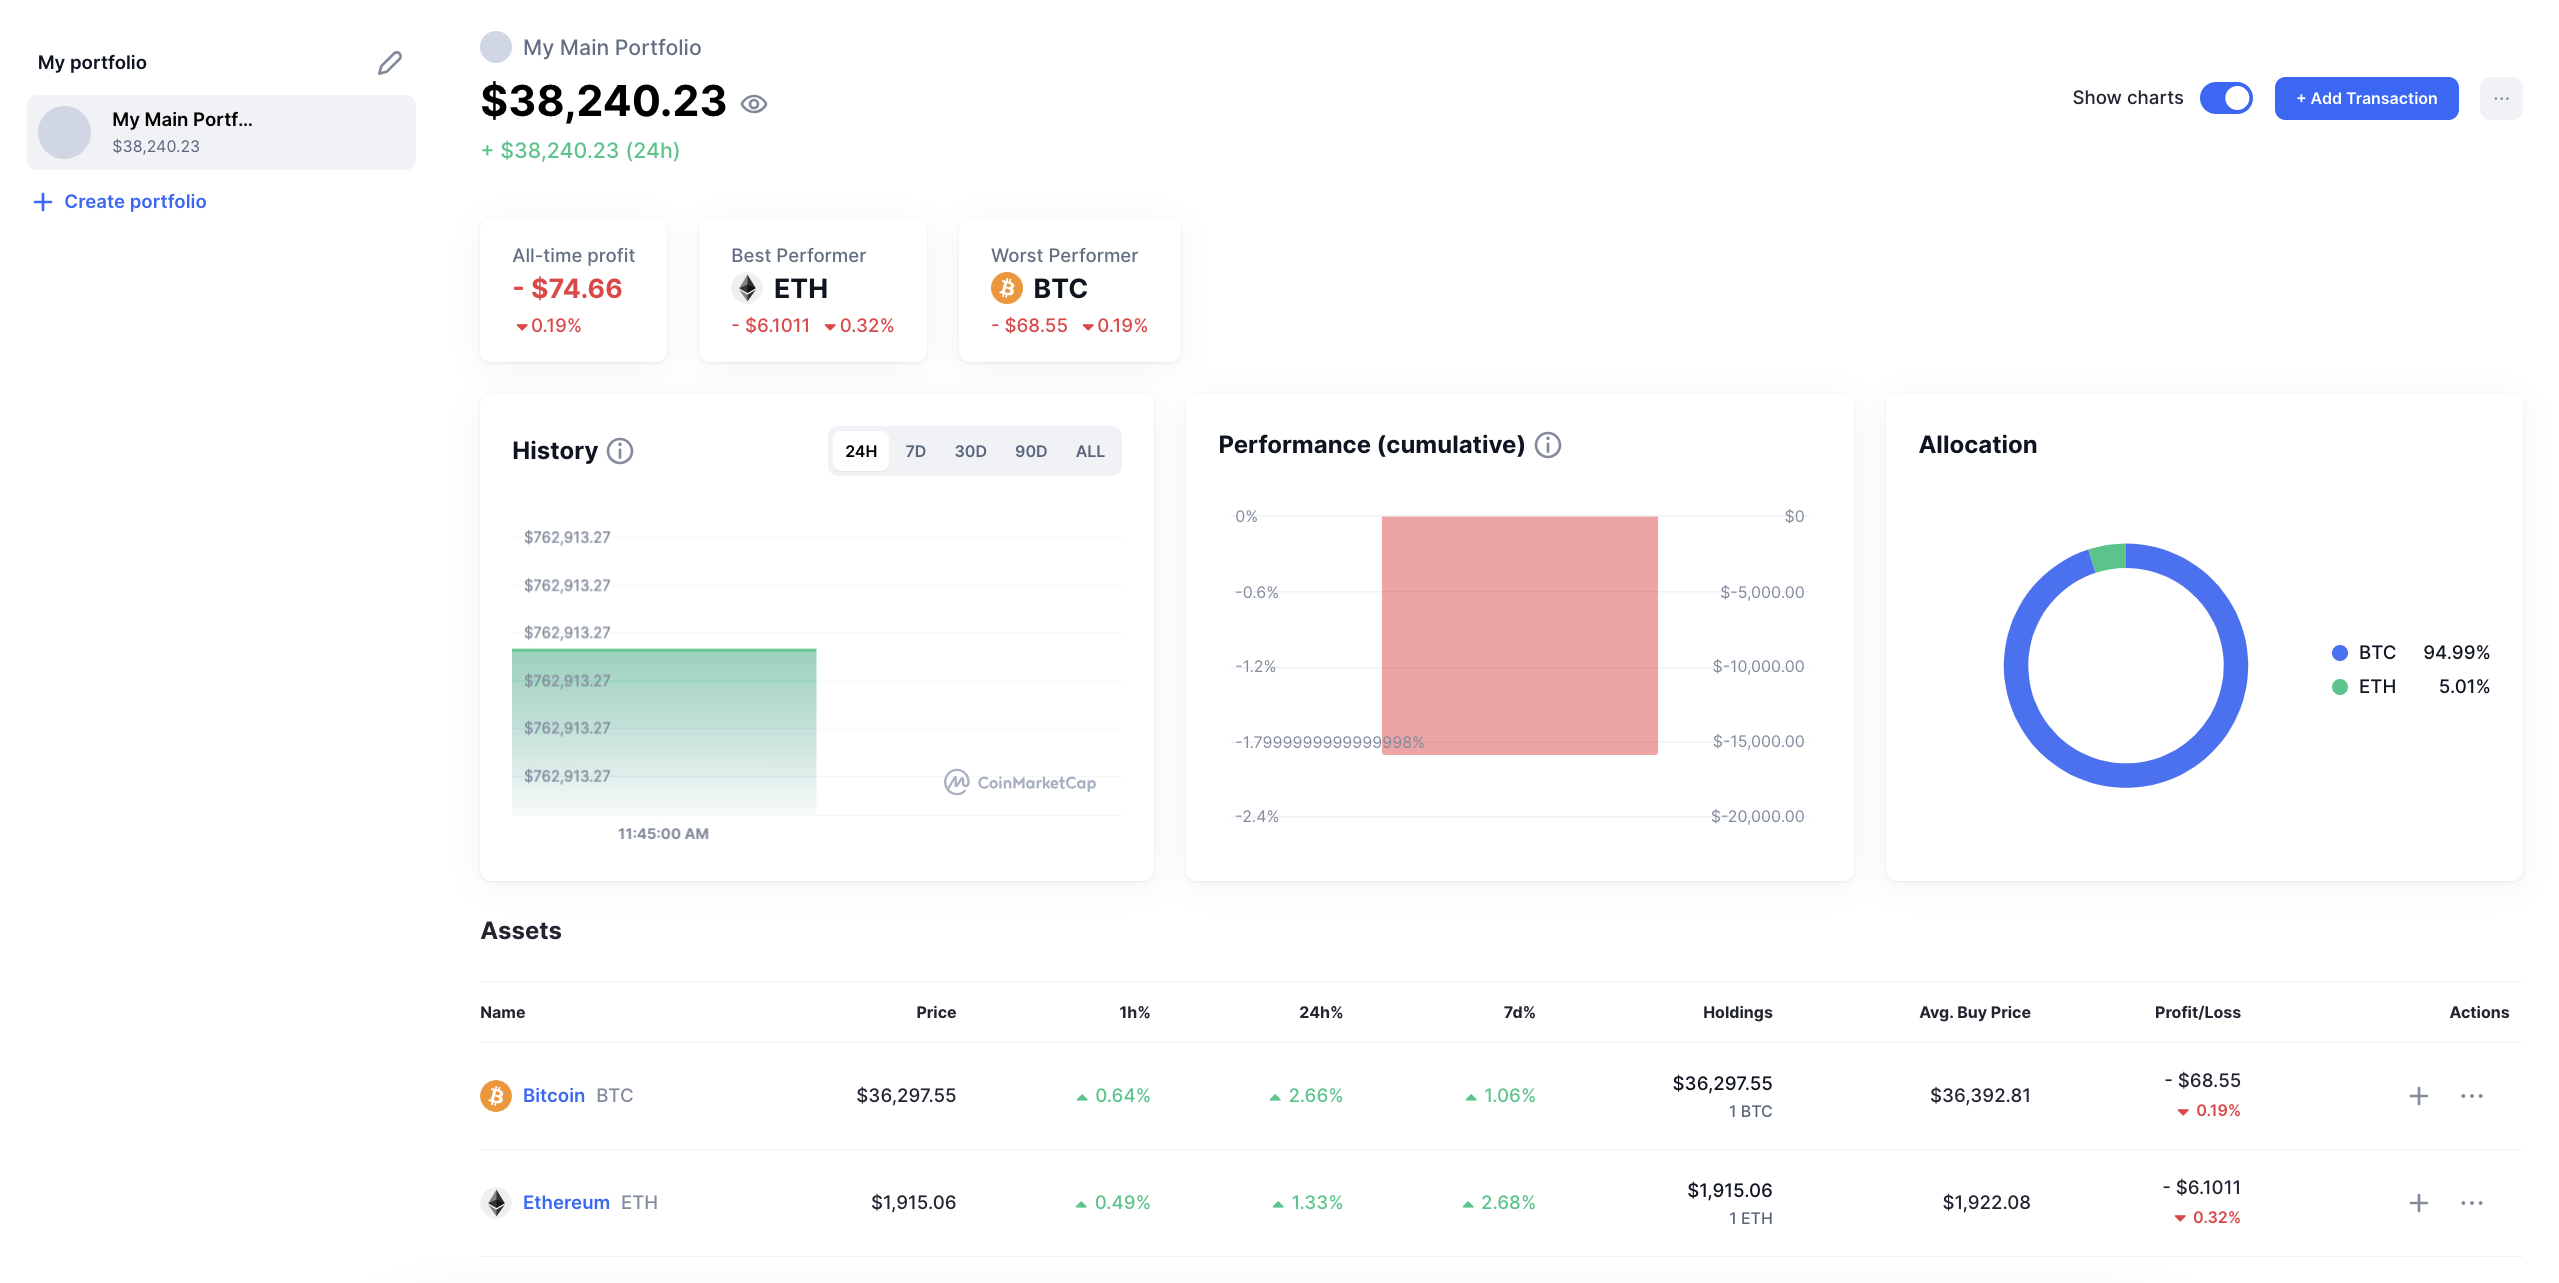 My portfolio
My Main Portf...
$38,240.23
Create portfolio
My Main Portfolio
$38,240.23
+ $38,240.23 (24h)
Show charts
+ Add Transaction
All-time profit
- $74.66
0.19%
Best Performer
ETH
- $6.1011 0.32%
Worst Performer
BTC
- $68.55 0.19%
History
24H 7D 30D 90D ALL
$762,913.27
$762,913.27
$762,913.27
$762,913.27
$762,913.27
$762,913.27
CoinMarketCap
11:45:00 AM
Performance (cumulative)
0% $0
-0.6% $-5,000.00
-1.2% $-10,000.00
-1.7999999999999998% $-15,000.00
-2.4% $-20,000.00
Allocation
BTC 94.99%
ETH 5.01%
Assets
Name Price 1h% 24h% 7d% Holdings Avg. Buy Price Profit/Loss Actions
Bitcoin BTC $36,297.55 0.64% 2.66% 1.06% $36,297.55 $36,392.81 - $68.55
1 BTC 0.19%
Ethereum ETH $1,915.06 0.49% 1.33% 2.68% $1,915.06 $1,922.08 - $6.1011
1 ETH 0.32%